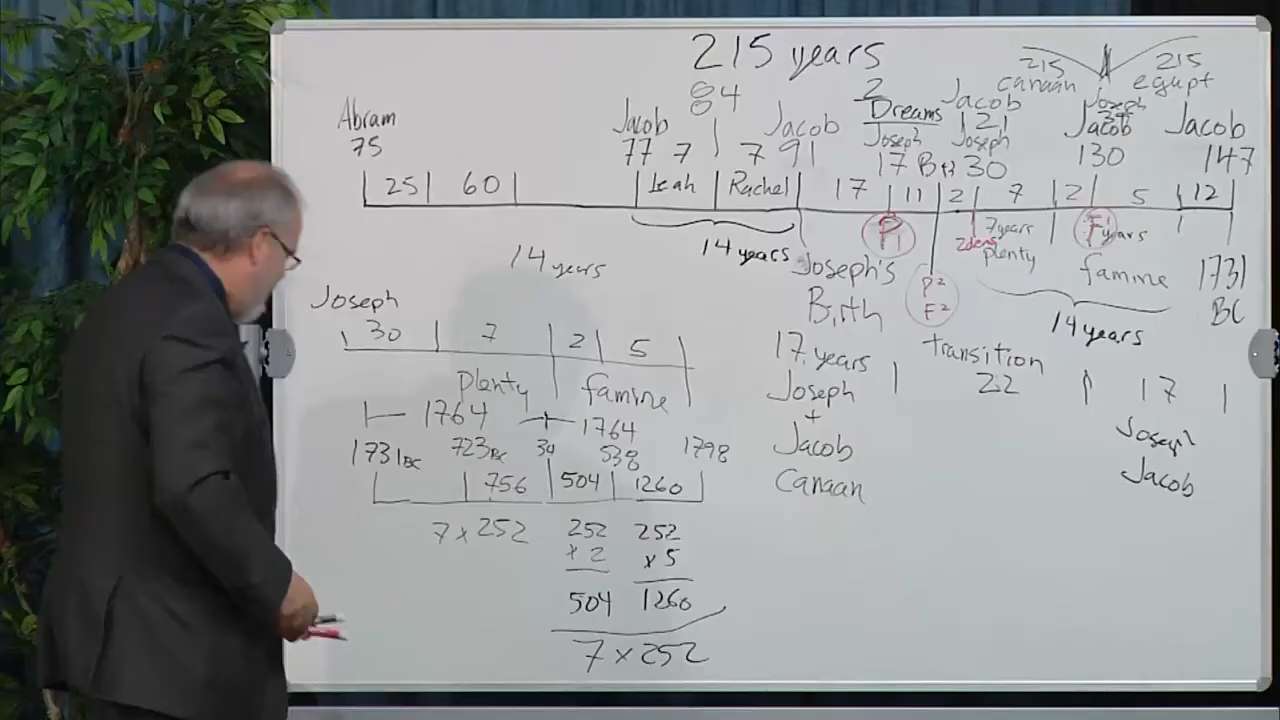 215 years
215 215
canaan egypt
84
2
Abram
75
Jacob Jacob Dreams Jacob Joseph Jacob
77 7 7 91 Joseph 121 Jacob 147
17 Joseph 30 130
25 60 Leah Rachel 17 11 2 7 2 5 12
P1 F1
14 years 14 years Joseph's 7 years years
plenty famine 1731
Birth P2 BC
F2
Joseph 14 years
30 7 2 5 17 years transition
plenty famine Joseph 22 17
1764 1764 + Joseph
1731 BC 723 BC 34 538 1798 Jacob Jacob
756 504 1260 Canaan
7 x 252 252 252
x 2 x 5
504 1260
7 x 252